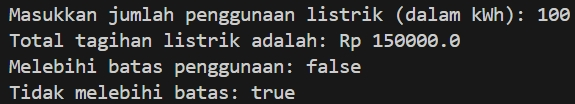 Masukkan jumlah penggunaan listrik (dalam kWh): 100
Total tagihan listrik adalah: Rp 150000.0
Melebihi batas penggunaan: false
Tidak melebihi batas: true